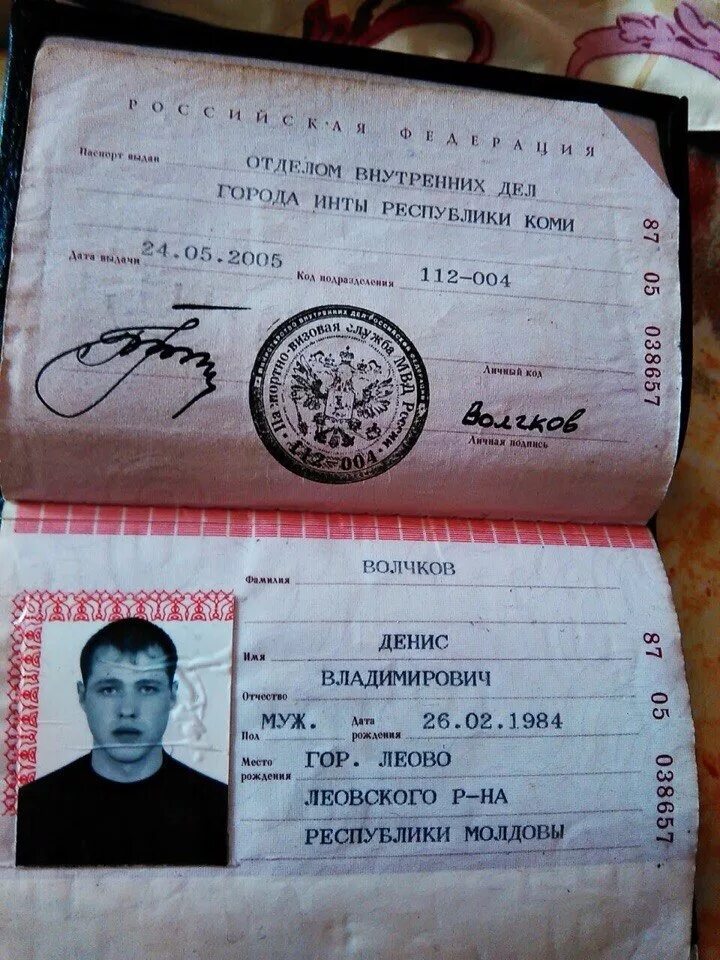 РОССИЙСКАЯ ФЕДЕРАЦИЯ
Паспорт выдан ОТДЕЛОМ ВНУТРЕННИХ ДЕЛ
ГОРОДА ИНТЫ РЕСПУБЛИКИ КОМИ
Дата выдачи 24.05.2005 Код подразделения 112-004
Личный код
Волчков
Личная подпись
паспортно-визовая служба МВД России
112-004
87 05 038657
Фамилия ВОЛЧКОВ
Имя ДЕНИС
Отчество ВЛАДИМИРОВИЧ
Пол МУЖ. Дата рождения 26.02.1984
Место рождения ГОР. ЛЕОВО
ЛЕОВСКОГО Р-НА
РЕСПУБЛИКИ МОЛДОВЫ
87 05 038657